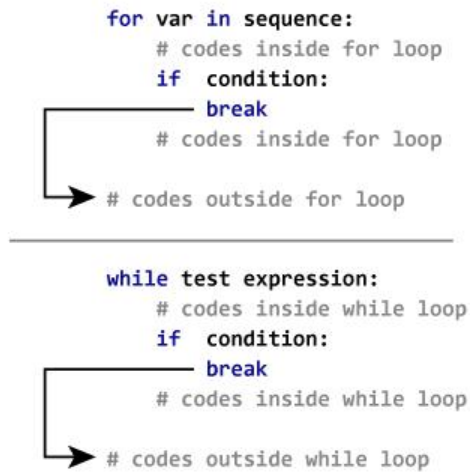 for var in sequence:
# codes inside for loop
if condition:
break
# codes inside for loop
# codes outside for loop
while test expression:
# codes inside while loop
if condition:
break
# codes inside while loop
# codes outside while loop